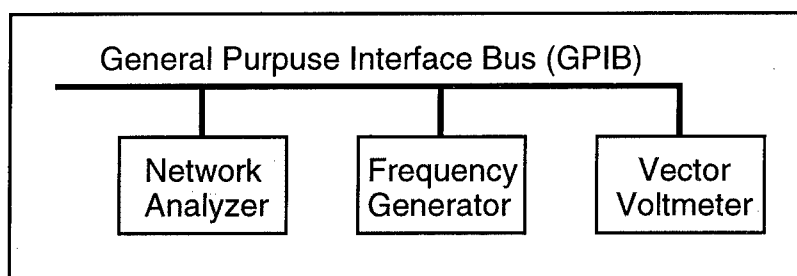 General Purpuse Interface Bus (GPIB)
Network
Analyzer
Frequency
Generator
Vector
Voltmeter